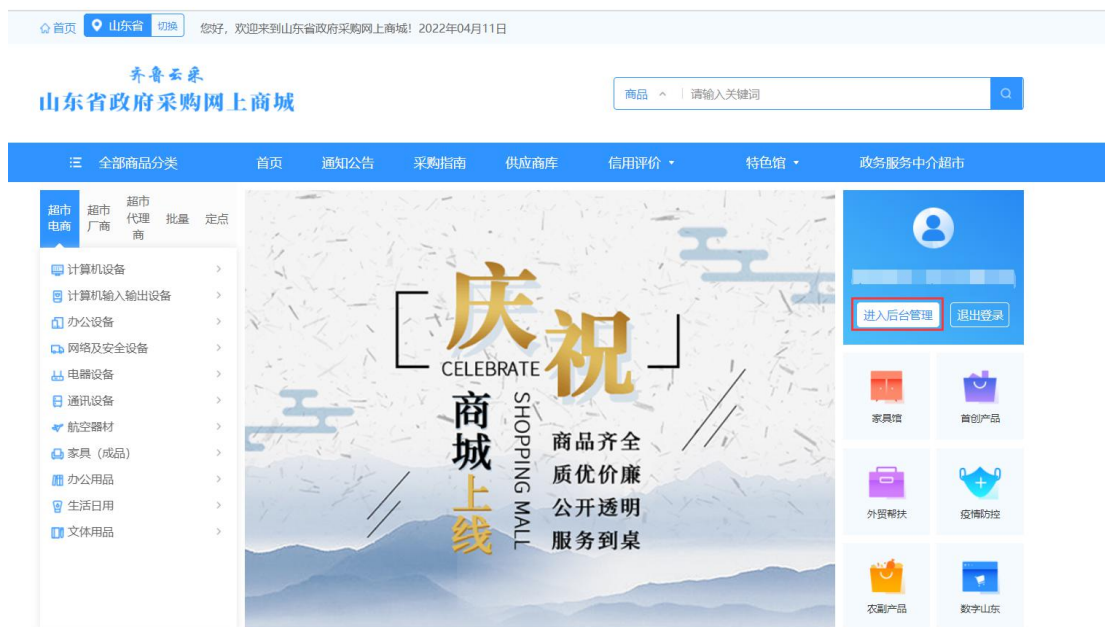 首页 山东省 切换 您好，欢迎来到山东省政府采购网上商城！2022年04月11日
齐鲁云采
山东省政府采购网上商城
商品 请输入关键词
全部商品分类 首页 通知公告 采购指南 供应商库 信用评价 特色馆 政务服务中介超市
超市电商
超市厂商
超市代理商
批量
定点
计算机设备
计算机输入输出设备
办公设备
网络及安全设备
电器设备
通讯设备
航空器材
家具（成品）
办公用品
生活日用
文体用品
庆祝
CELEBRATE
商城上线
SHOPPING MALL
商品齐全
质优价廉
公开透明
服务到桌
进入后台管理 退出登录
家具馆 首创产品
外贸帮扶 疫情防控
农副产品 数字山东